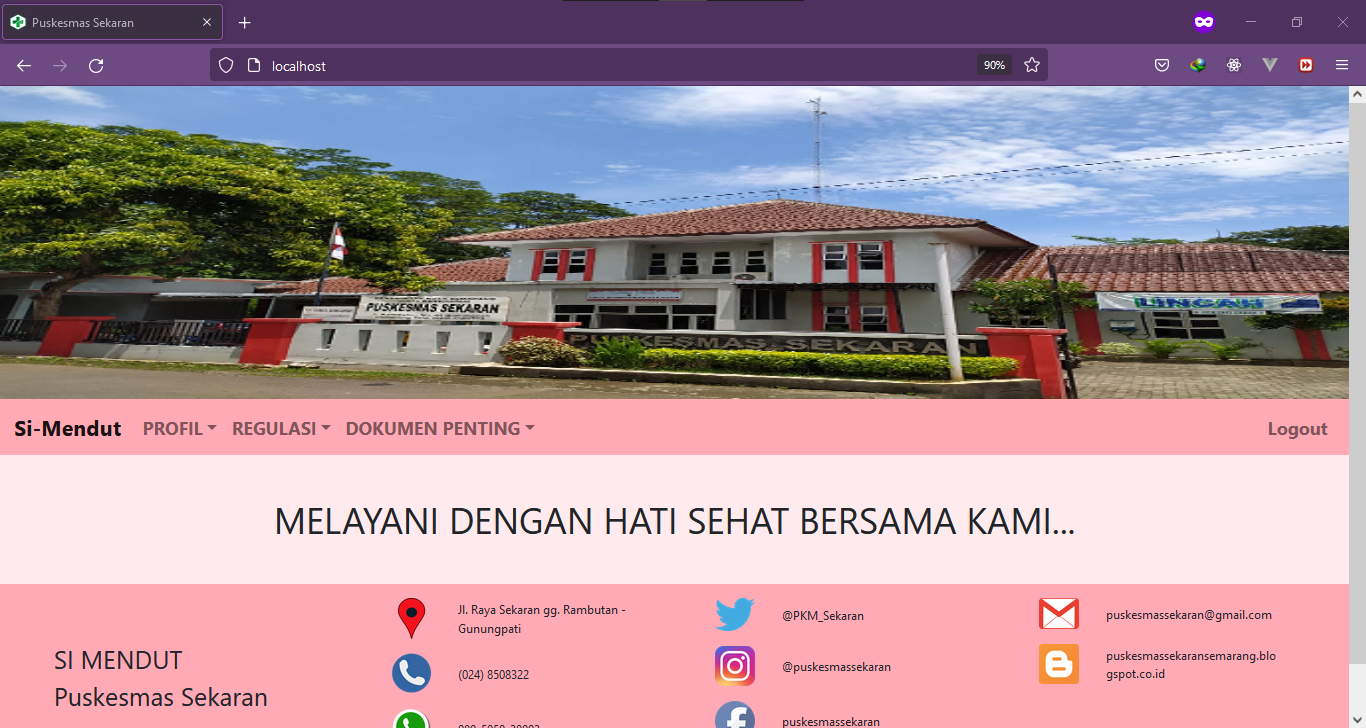 Puskesmas Sekaran
localhost
90%
PUSKESMAS SEKARAN
PUSKESMAS SEKARAN
Si-Mendut
PROFIL
REGULASI
DOKUMEN PENTING
Logout
MELAYANI DENGAN HATI SEHAT BERSAMA KAMI...
SI MENDUT
Puskesmas Sekaran
Jl. Raya Sekaran gg. Rambutan -
Gunungpati
(024) 8508322
@PKM_Sekaran
@puskesmassekaran
puskesmassekaran
puskesmassekaran@gmail.com
puskesmassekaransemarang.blo
gspot.co.id